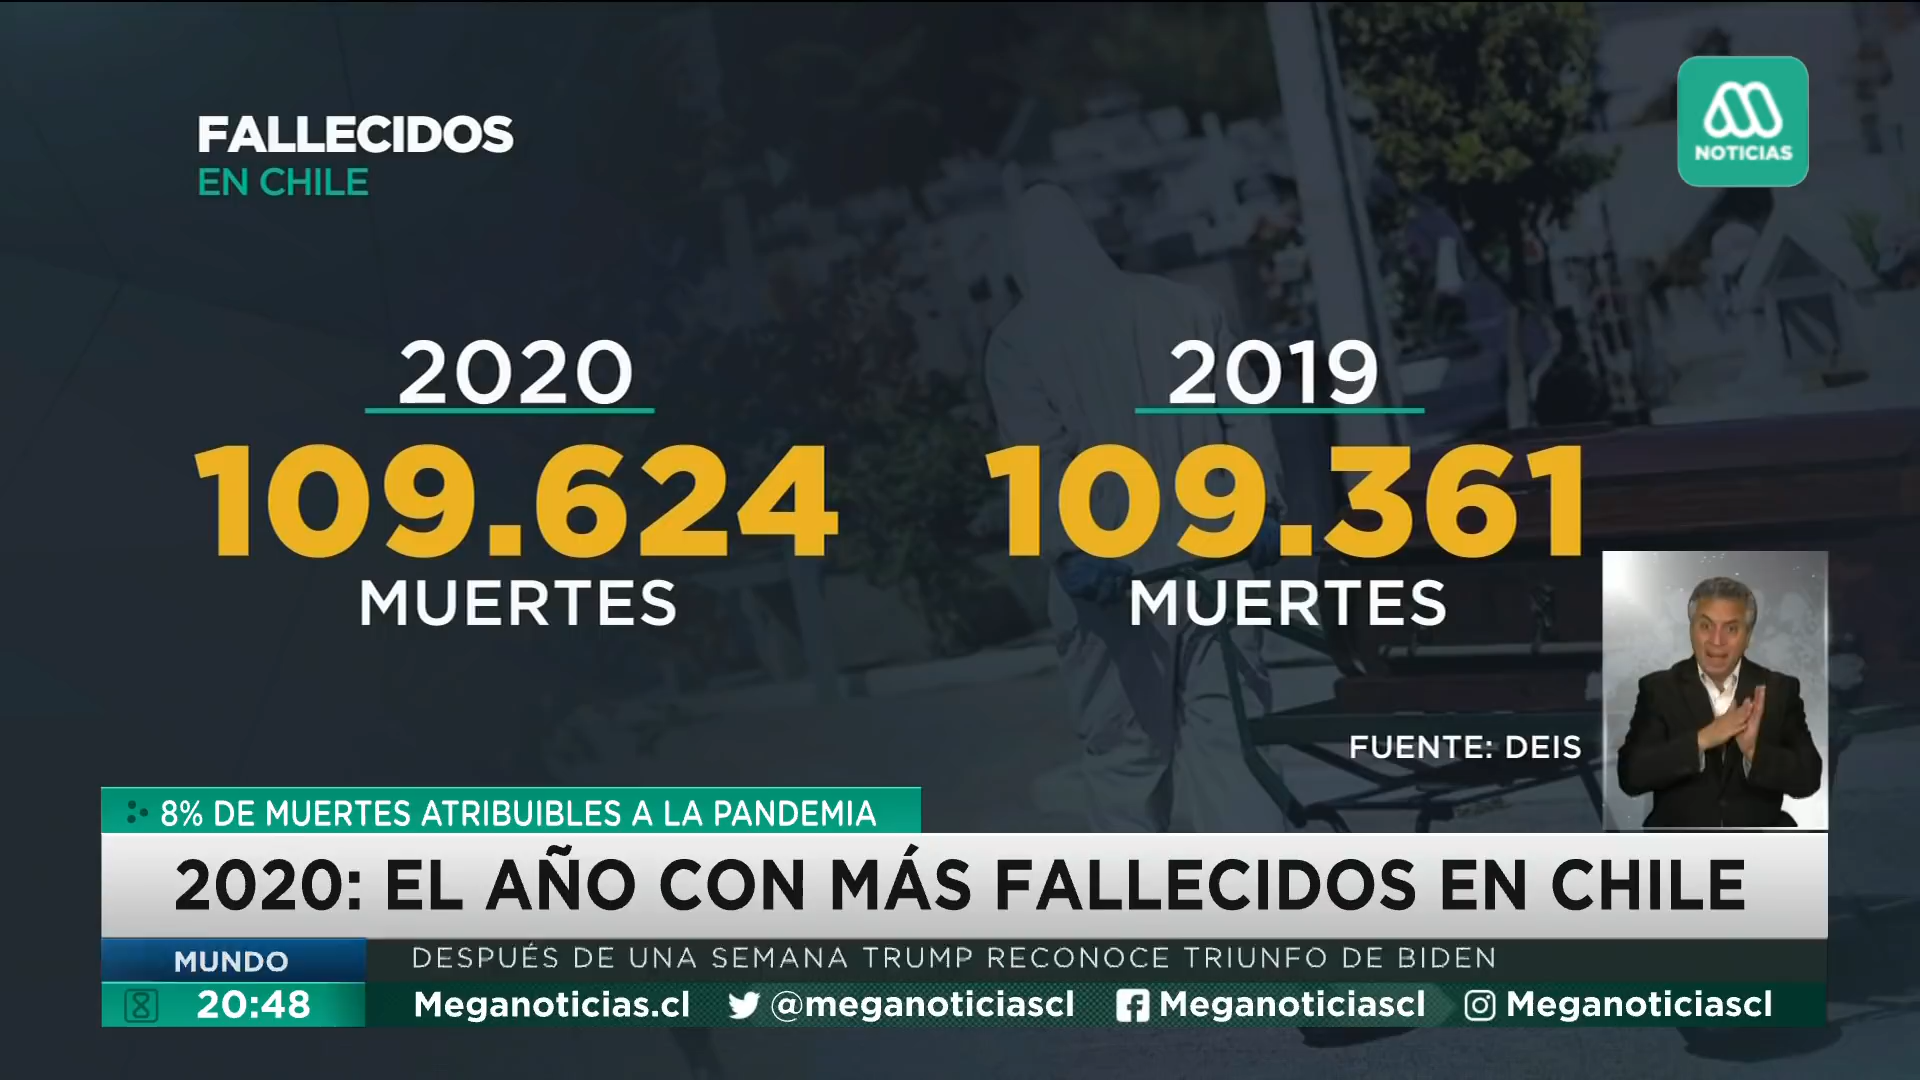 FALLECIDOS
EN CHILE
NOTICIAS
2020
109.624
MUERTES
2019
109.361
MUERTES
FUENTE: DEIS
8% DE MUERTES ATRIBUIBLES A LA PANDEMIA
2020: EL AÑO CON MÁS FALLECIDOS EN CHILE
MUNDO
DESPUÉS DE UNA SEMANA TRUMP RECONOCE TRIUNFO DE BIDEN
20:48
Meganoticias.cl @meganoticiascl Meganoticiascl Meganoticiascl